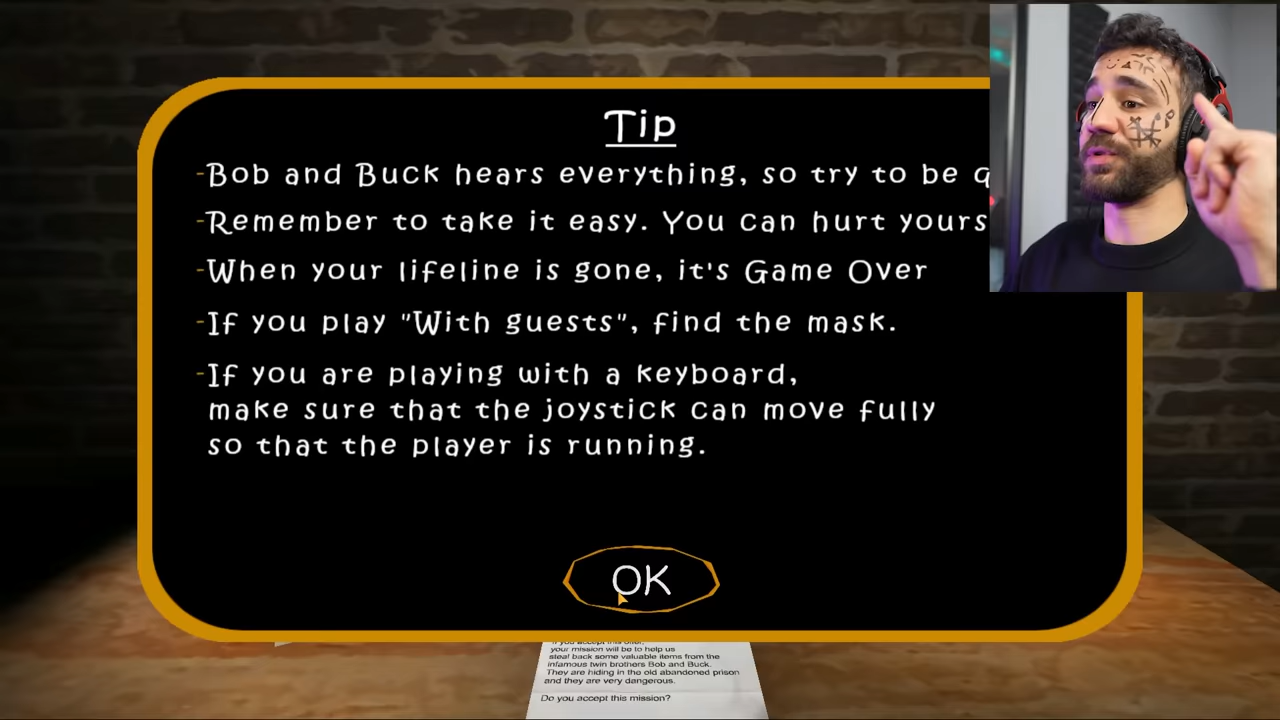 Tip
-Bob and Buck hears everything, so try to be
-Remember to take it easy. You can hurt
-When your lifeline is gone, it's Game Over
-If you play "With guests", find the mask.
-If you are playing with a keyboard,
make sure that the joystick can move fully
so that the player is running.
OK
your mission will be to help us
steal back some valuable items from the
infamous twin brothers Bob and Buck.
They are hiding in the old abandoned prison
and they are very dangerous.
Do you accept this mission?